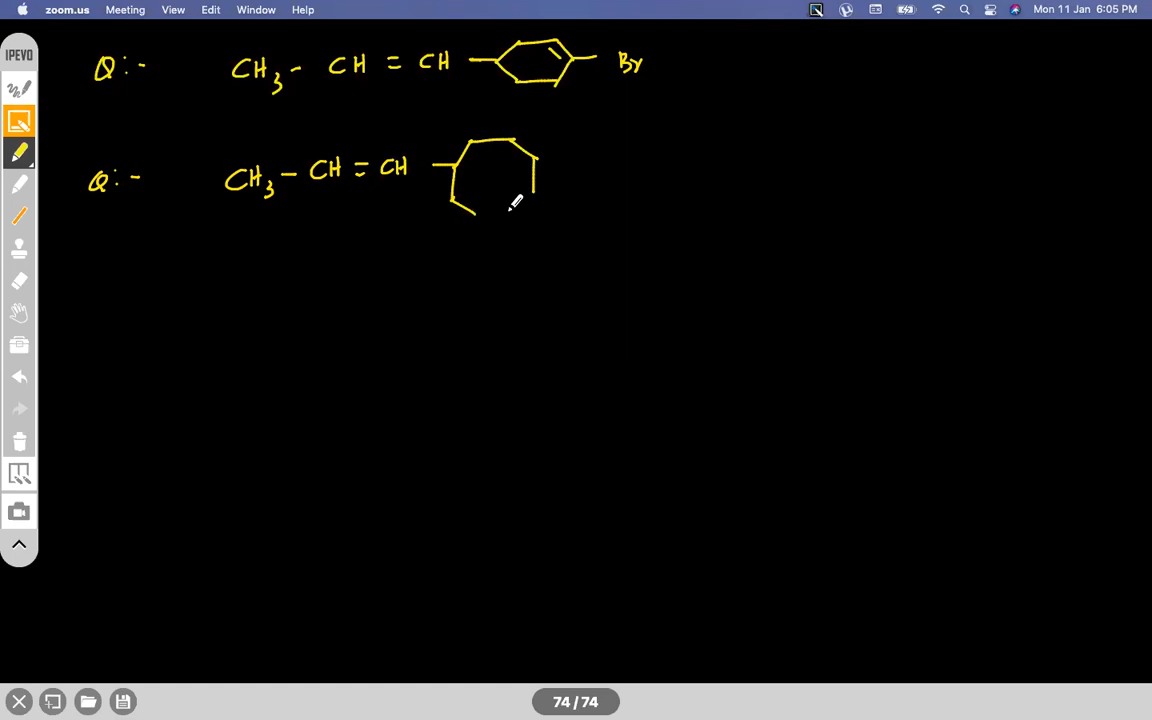 zoom.us Meeting View Edit Window Help Mon 11 Jan 6:05 PM
IPEVO
Q:- CH3 - CH = CH Br
Q:- CH3 - CH = CH
74 / 74